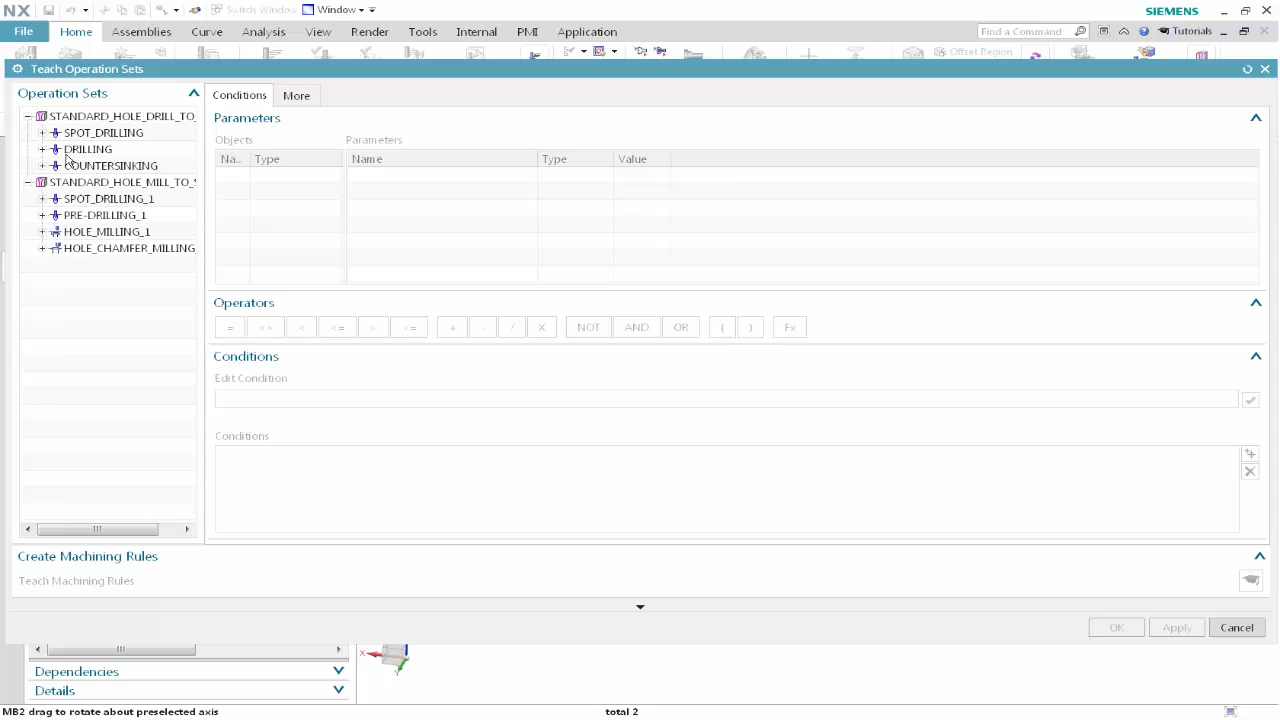 NX
Switch Window
Window
SIEMENS
File
Home
Assemblies
Curve
Analysis
View
Render
Tools
Internal
PMI
Application
Find a Command
Tutorials
Offset Region
Teach Operation Sets
Operation Sets
STANDARD_HOLE_DRILL_TO_
SPOT_DRILLING
DRILLING
COUNTERSINKING
STANDARD_HOLE_MILL_TO_S
SPOT_DRILLING_1
PRE-DRILLING_1
HOLE_MILLING_1
HOLE_CHAMFER_MILLING_
Conditions
More
Parameters
Objects
Parameters
Na...
Type
Name
Type
Value
Operators
= <> < <= > >= + - / X NOT AND OR ( ) Fx
Conditions
Edit Condition
Conditions
Create Machining Rules
Teach Machining Rules
OK
Apply
Cancel
Dependencies
Details
X
Y
MB2 drag to rotate about preselected axis
total 2